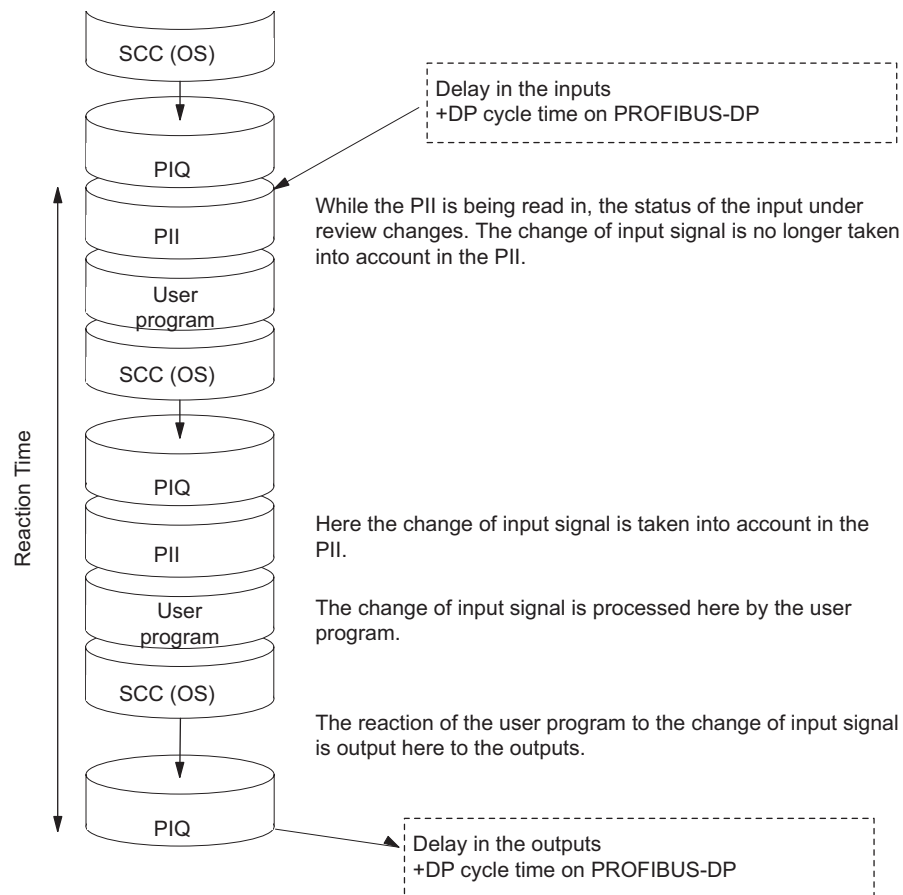 SCC (OS)
Delay in the inputs
+DP cycle time on PROFIBUS-DP
PIQ
While the PII is being read in, the status of the input under
review changes. The change of input signal is no longer taken
into account in the PII.
PII
User
program
SCC (OS)
Reaction Time
PIQ
Here the change of input signal is taken into account in the
PII.
PII
The change of input signal is processed here by the user
program.
User
program
SCC (OS)
The reaction of the user program to the change of input signal
is output here to the outputs.
PIQ
Delay in the outputs
+DP cycle time on PROFIBUS-DP